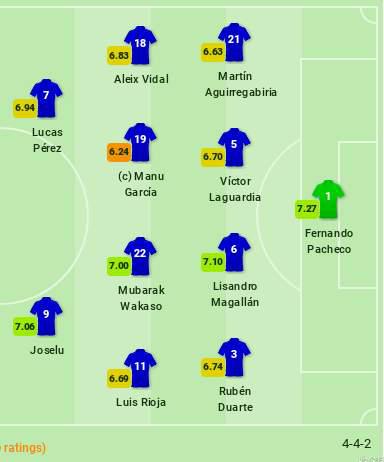 18
6.83
Aleix Vidal
21
6.63
Martín
Aguirregabiria
7
6.94
Lucas
Pérez
19
6.24
(c) Manu
García
5
6.70
Víctor
Laguardia
1
7.27
Fernando
Pacheco
22
7.00
Mubarak
Wakaso
6
7.10
Lisandro
Magallán
9
7.06
Joselu
11
6.69
Luis Rioja
3
6.74
Rubén
Duarte
ratings)
4-4-2